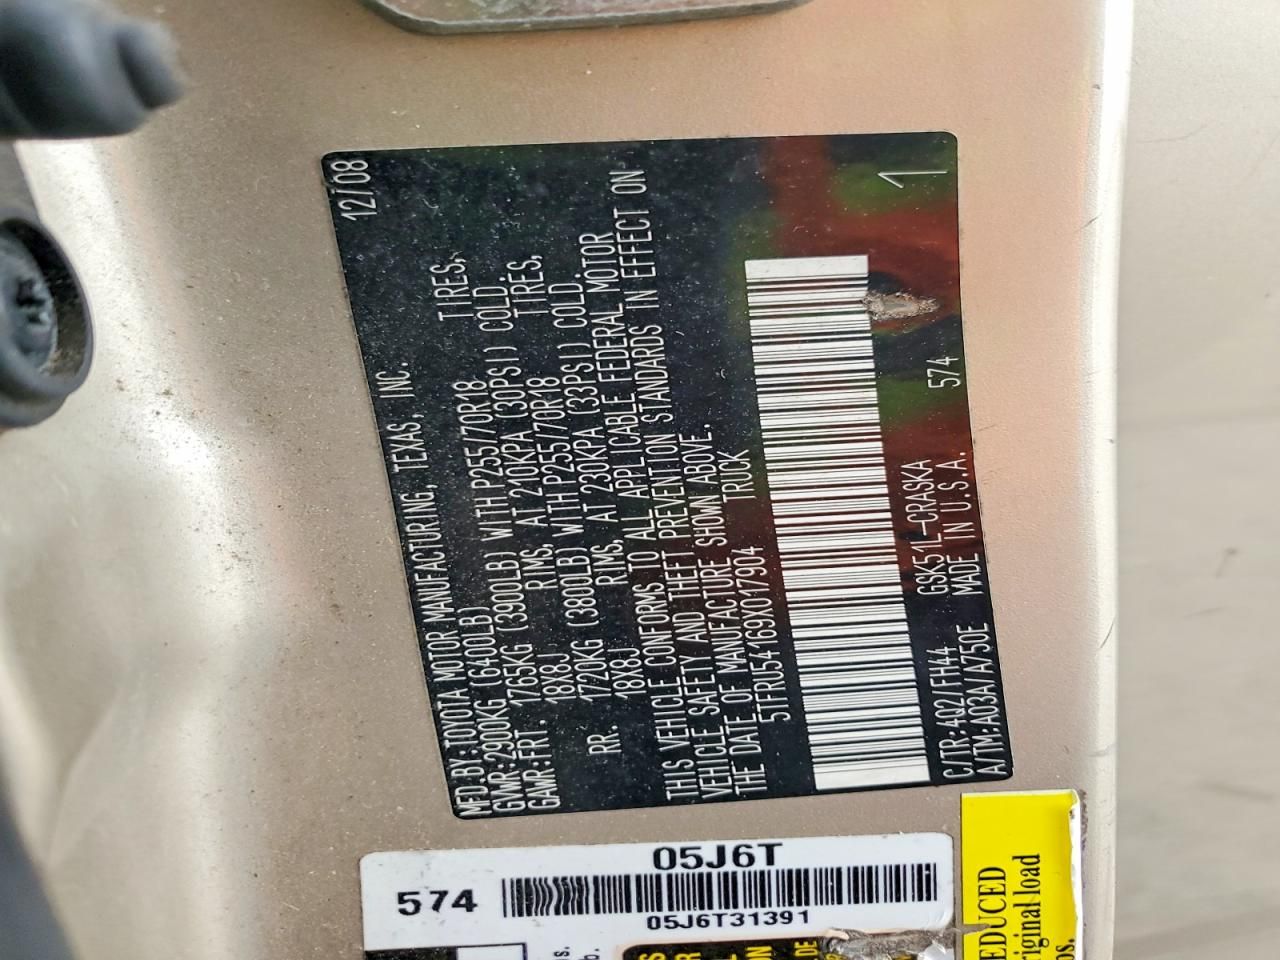 MFD.BY:TOYOTA MOTOR MANUFACTURING, TEXAS, INC. 12/08
GVWR:2900KG (6400LB)
GAWR:FRT. 1765KG (3900LB) WITH P255/70R18 TIRES,
18X8J RIMS, AT 210KPA (30PSI) COLD.
RR. 1720KG (3800LB) WITH P255/70R18 TIRES,
18X8J RIMS, AT 230KPA (33PSI) COLD.
THIS VEHICLE CONFORMS TO ALL APPLICABLE FEDERAL MOTOR
VEHICLE SAFETY AND THEFT PREVENTION STANDARDS IN EFFECT ON
THE DATE OF MANUFACTURE SHOWN ABOVE.
5TFRU54169X017904 TRUCK
C/TR:4Q2/FH44 GSK51L-CRASKA 574 1
A/TM:A03A/A750E MADE IN U.S.A.
05J6T
574
05J6T31391
EDUCED
riginal load
os.